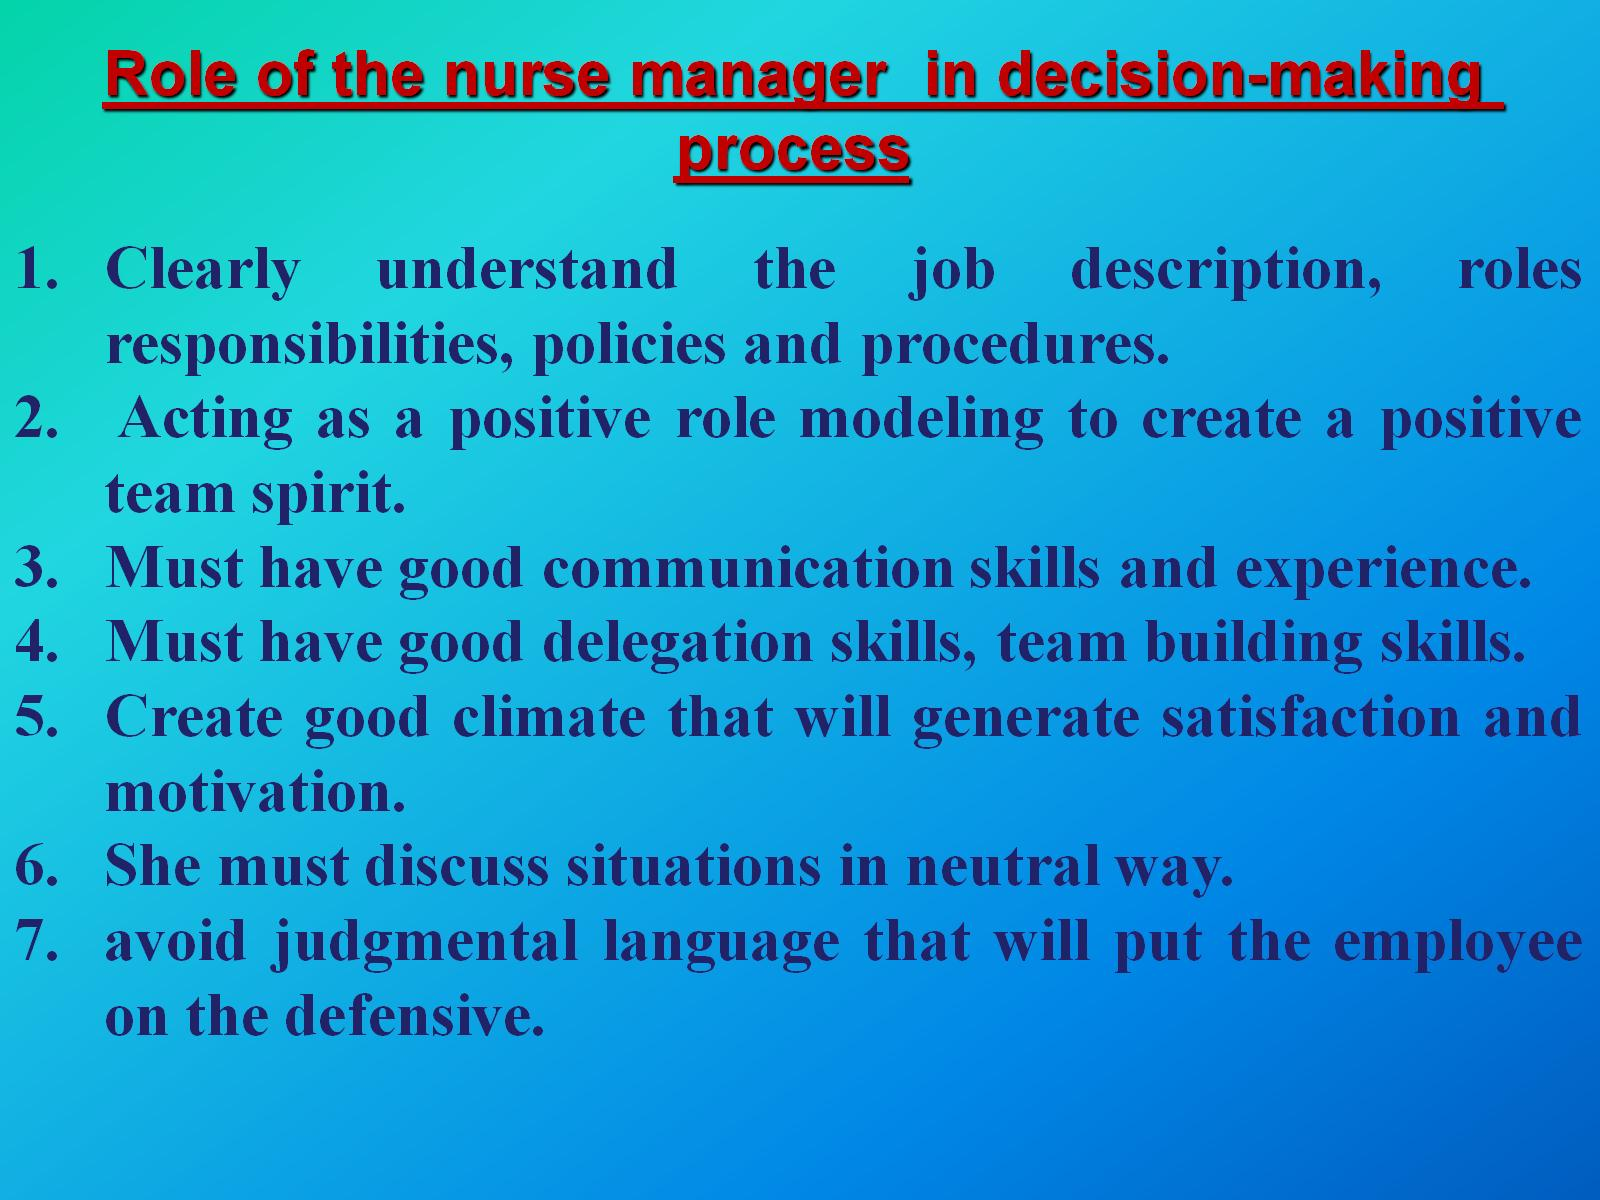 Role of the nurse manager  in decision-making
process
1. Clearly understand the job description, roles
responsibilities, policies and procedures.
2. Acting as a positive role modeling to create a positive
team spirit.
3. Must have good communication skills and experience.
4. Must have good delegation skills, team building skills.
5. Create good climate that will generate satisfaction and
motivation.
6. She must discuss situations in neutral way.
7. avoid judgmental language that will put the employee
on the defensive.